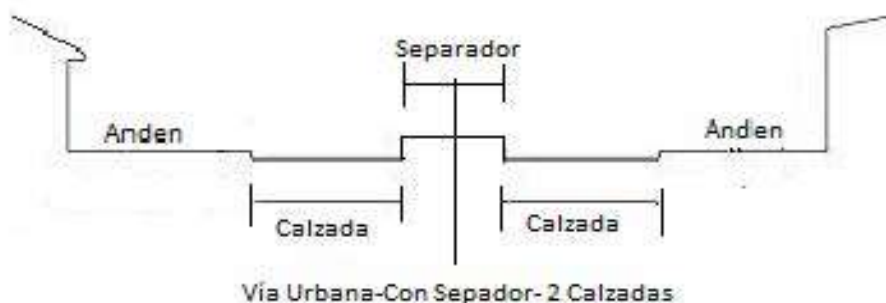 Separador
Anden
Anden
Calzada
Calzada
Vía Urbana-Con Sepador- 2 Calzadas